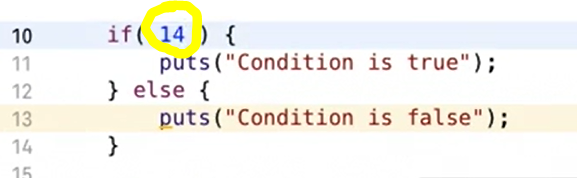 10 if( 14 ) {
11 puts("Condition is true");
12 } else {
13 puts("Condition is false");
14 }
15